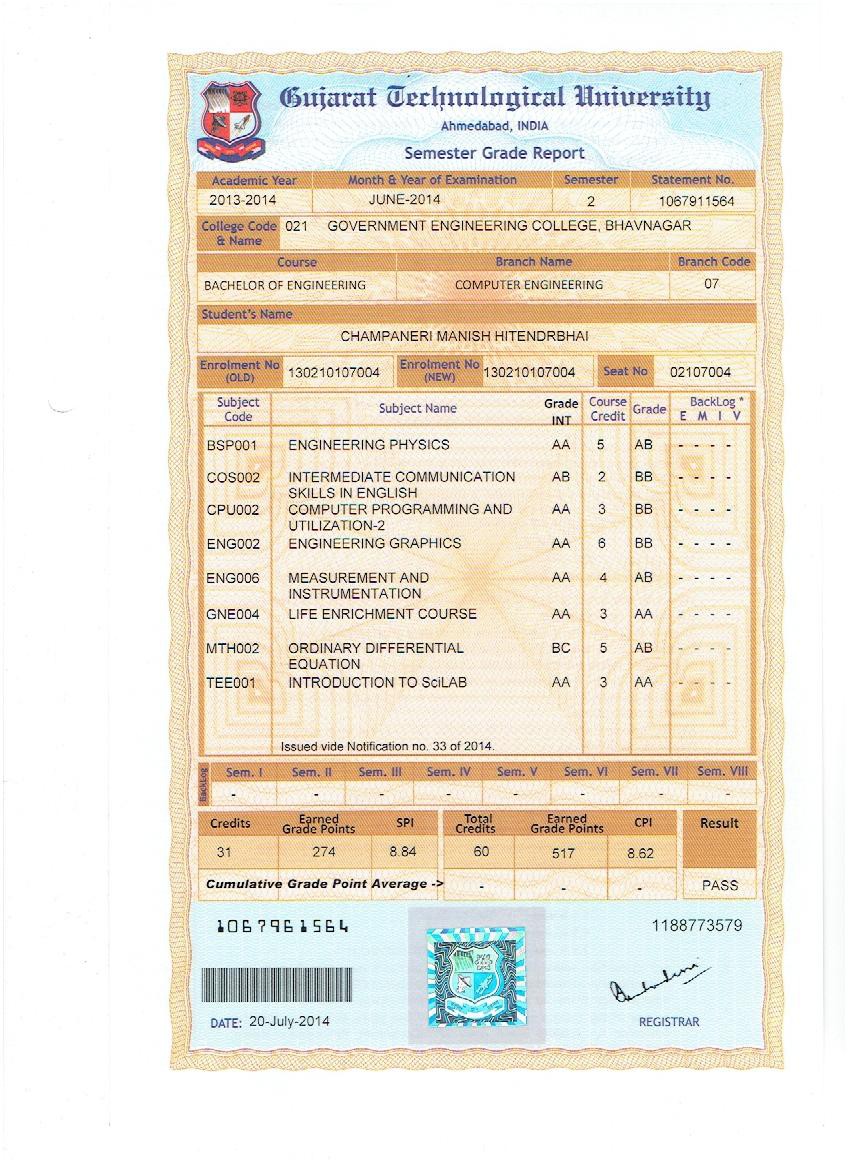 Gujarat Technological University
Ahmedabad, INDIA
Semester Grade Report
Academic Year Month & Year of Examination Semester Statement No.
2013-2014 JUNE-2014 2 1067911564
College Code & Name 021 GOVERNMENT ENGINEERING COLLEGE, BHAVNAGAR
Course Branch Name Branch Code
BACHELOR OF ENGINEERING COMPUTER ENGINEERING 07
Student's Name
CHAMPANERI MANISH HITENDRBHAI
Enrolment No (OLD) 130210107004 Enrolment No (NEW) 130210107004 Seat No 02107004
Subject Code Subject Name Grade INT Course Credit Grade BackLog * E M I V
BSP001 ENGINEERING PHYSICS AA 5 AB - - - -
COS002 INTERMEDIATE COMMUNICATION AB 2 BB - - - -
SKILLS IN ENGLISH
CPU002 COMPUTER PROGRAMMING AND AA 3 BB - - - -
UTILIZATION-2
ENG002 ENGINEERING GRAPHICS AA 6 BB - - - -
ENG006 MEASUREMENT AND AA 4 AB - - - -
INSTRUMENTATION
GNE004 LIFE ENRICHMENT COURSE AA 3 AA - - - -
MTH002 ORDINARY DIFFERENTIAL BC 5 AB - - - -
EQUATION
TEE001 INTRODUCTION TO SciLAB AA 3 AA - - - -
Issued vide Notification no. 33 of 2014.
BackLog Sem. I Sem. II Sem. III Sem. IV Sem. V Sem. VI Sem. VII Sem. VIII
- - - - - - - -
Credits Earned Grade Points SPI Total Credits Earned Grade Points CPI Result
31 274 8.84 60 517 8.62
Cumulative Grade Point Average -> - - - PASS
1067961564 1188773579
DATE: 20-July-2014 REGISTRAR